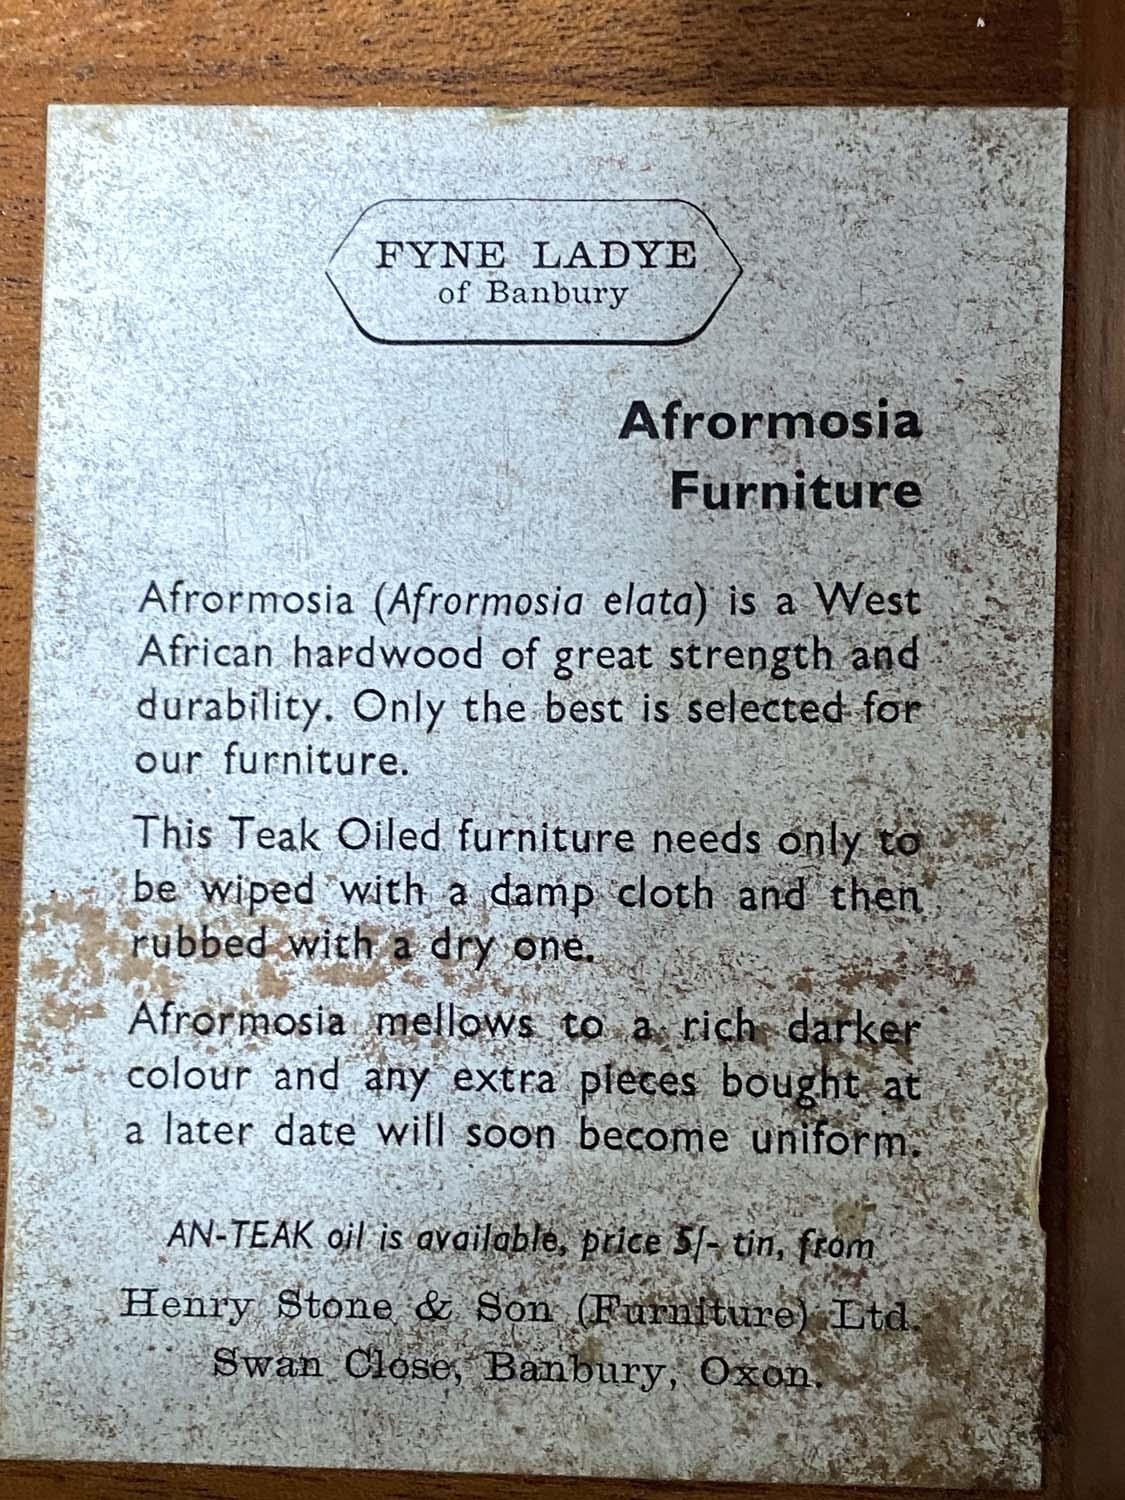 FYNE LADYE
of Banbury
Afrormosia
Furniture
Afrormosia (Afrormosia elata) is a West
African hardwood of great strength and
durability. Only the best is selected for
our furniture.
This Teak Oiled furniture needs only to
be wiped with a damp cloth and then
rubbed with a dry one.
Afrormosia mellows to a rich darker
colour and any extra pieces bought at
a later date will soon become uniform.
AN-TEAK oil is available, price 5/- tin, from
Henry Stone & Son (Furniture) Ltd.
Swan Close, Banbury, Oxon.